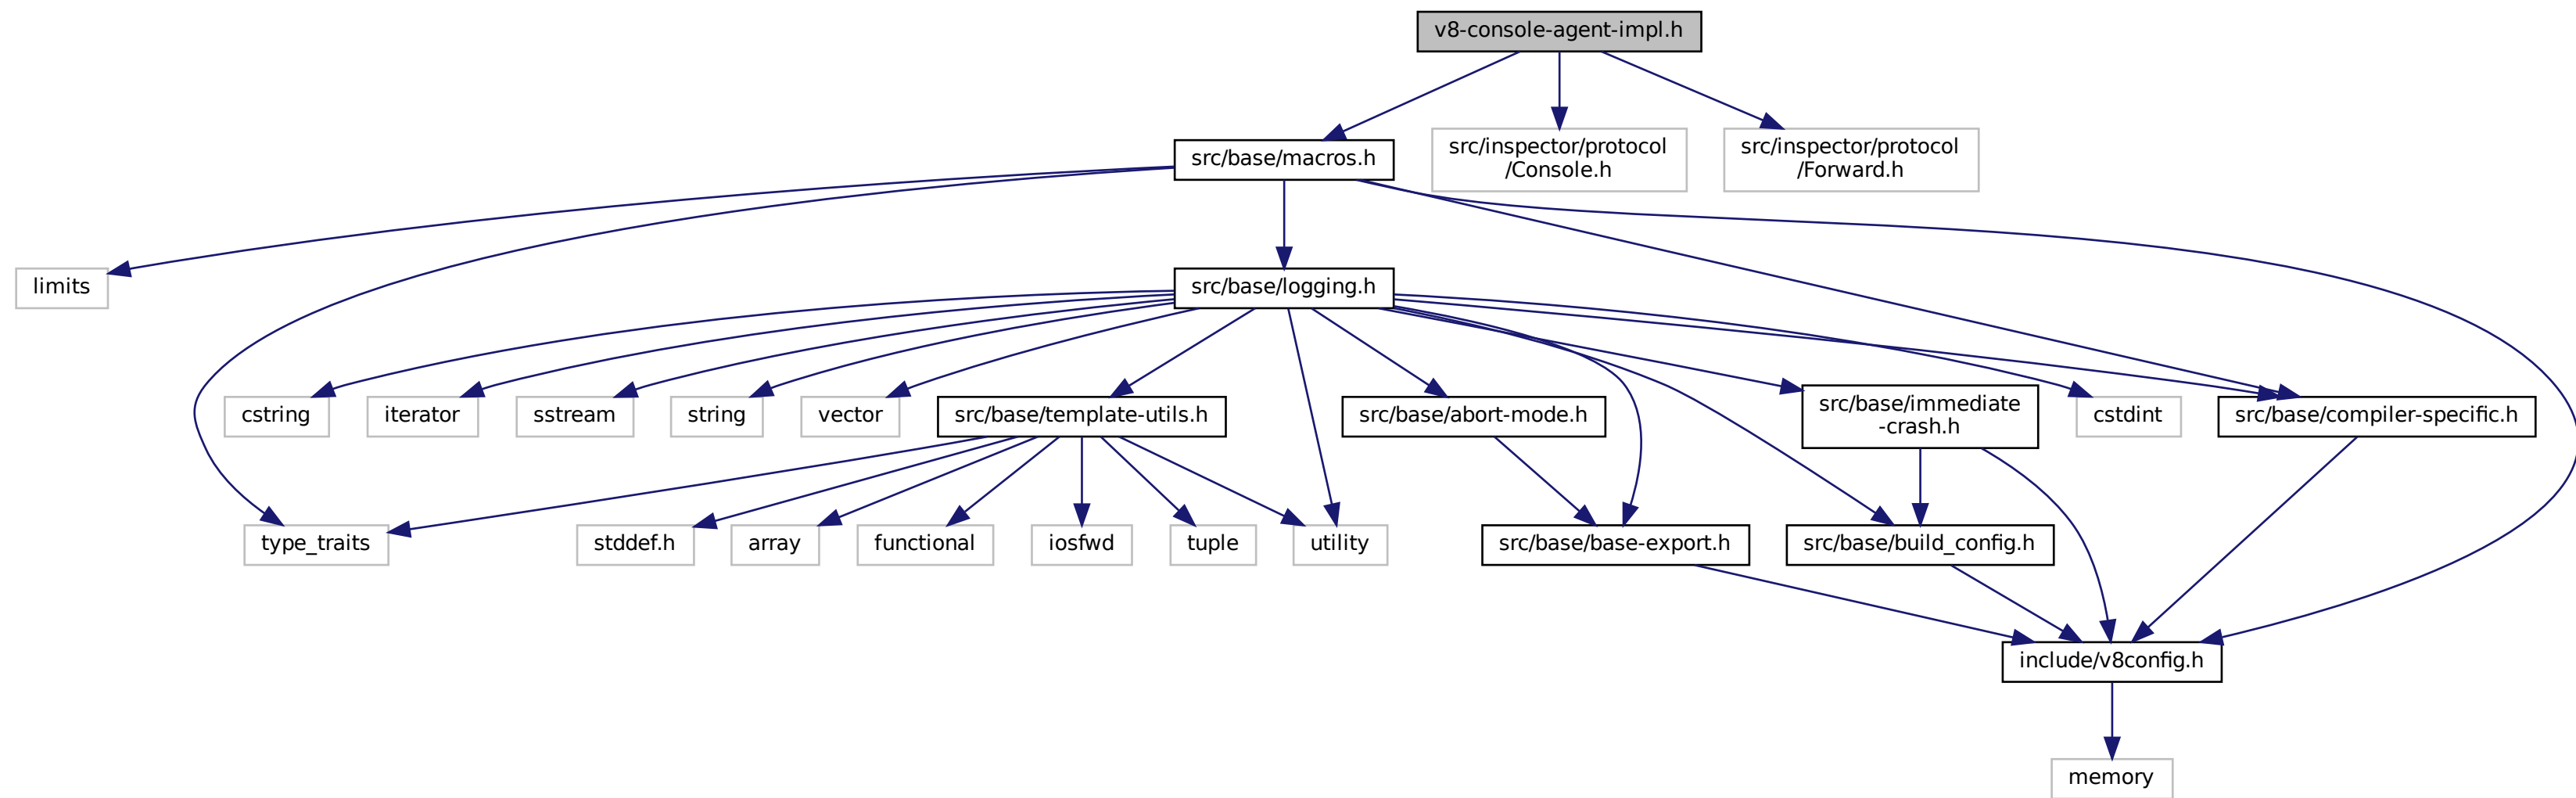 v8-console-agent-impl.h
src/base/macros.h
src/inspector/protocol
/Console.h
src/inspector/protocol
/Forward.h
limits
src/base/logging.h
cstring
iterator
sstream
string
vector
src/base/template-utils.h
src/base/abort-mode.h
src/base/immediate
-crash.h
cstdint
src/base/compiler-specific.h
type_traits
stddef.h
array
functional
iosfwd
tuple
utility
src/base/base-export.h
src/base/build_config.h
include/v8config.h
memory